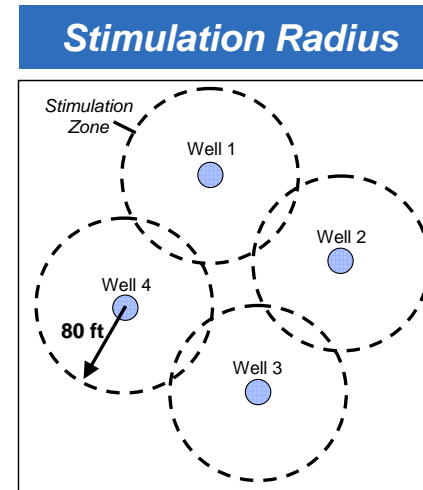 Stimulation Radius
Stimulation
Zone
Well 1
Well 2
Well 4
80 ft
Well 3